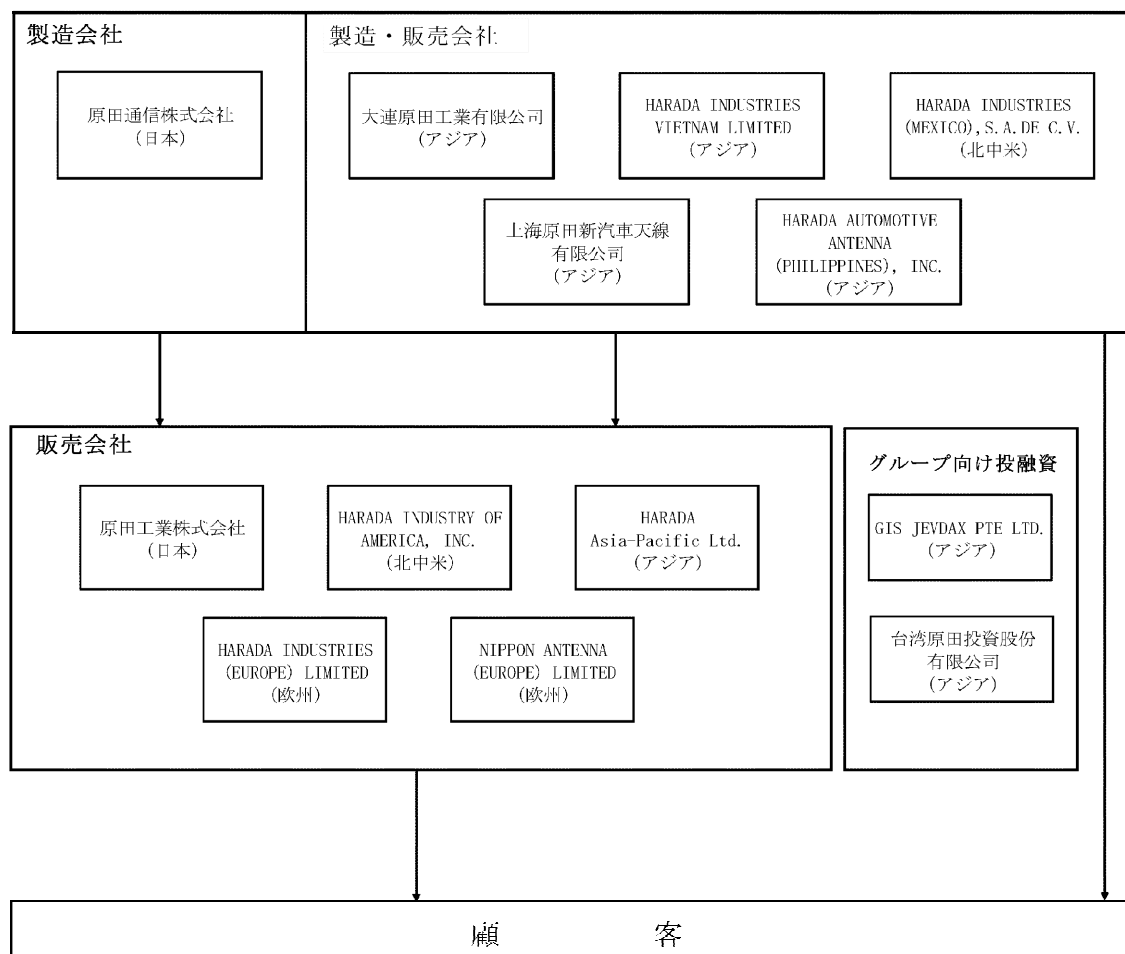 製造会社
製造・販売会社
原田通信株式会社
(日本)
大連原田工業有限公司
(アジア)
HARADA INDUSTRIES
VIETNAM LIMITED
(アジア)
HARADA INDUSTRIES
(MEXICO), S.A.DE C.V.
(北中米)
上海原田新汽車天線
有限公司
(アジア)
HARADA AUTOMOTIVE
ANTENNA
(PHILIPPINES), INC.
(アジア)
販売会社
原田工業株式会社
(日本)
HARADA INDUSTRY OF
AMERICA, INC.
(北中米)
HARADA
Asia-Pacific Ltd.
(アジア)
HARADA INDUSTRIES
(EUROPE) LIMITED
(欧州)
NIPPON ANTENNA
(EUROPE) LIMITED
(欧州)
グループ向け投融資
GIS JEVDAX PTE LTD.
(アジア)
台湾原田投資股份
有限公司
(アジア)
顧 客